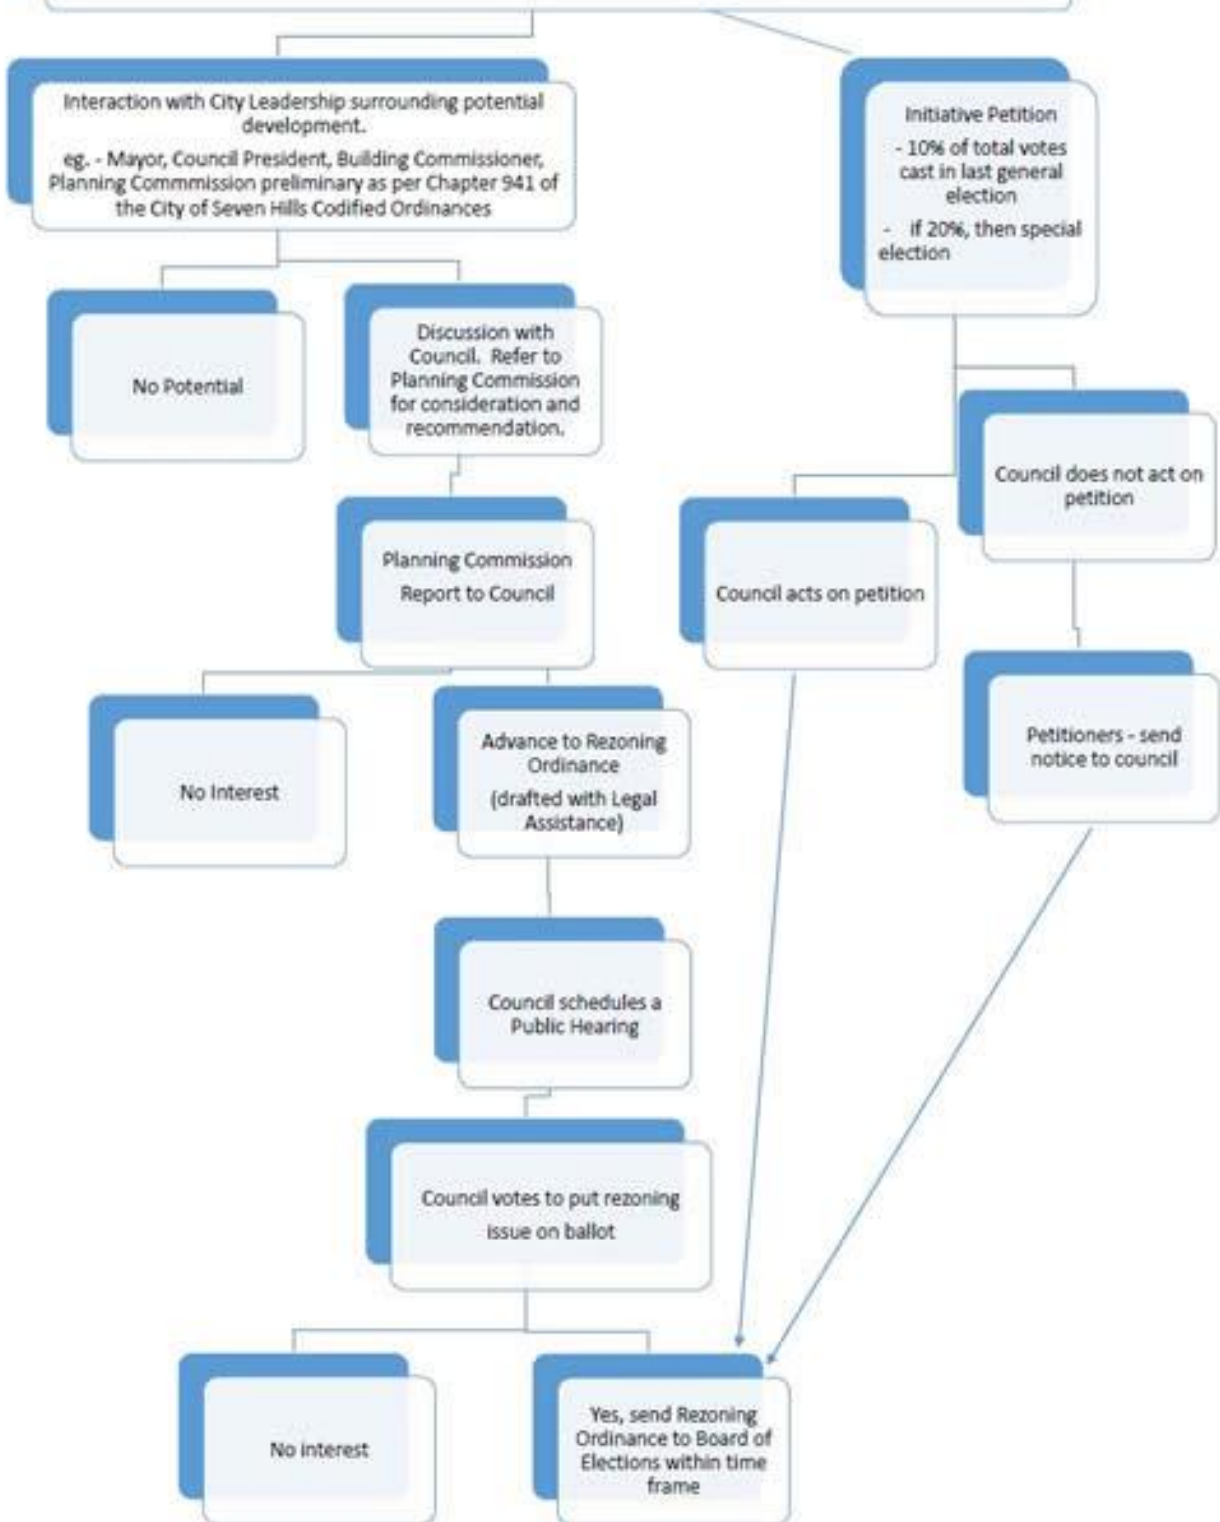 Interaction with City Leadership surrounding potential
development.
eg. - Mayor, Council President, Building Commissioner,
Planning Commmission preliminary as per Chapter 941 of
the City of Seven Hills Codified Ordinances
Initiative Petition
- 10% of total votes
cast in last general
election
- if 20%, then special
election
No Potential
Discussion with
Council. Refer to
Planning Commission
for consideration and
recommendation.
Council does not act on
petition
Planning Commission
Report to Council
Council acts on petition
Petitioners - send
notice to council
No Interest
Advance to Rezoning
Ordinance
(drafted with Legal
Assistance)
Council schedules a
Public Hearing
Council votes to put rezoning
issue on ballot
No interest
Yes, send Rezoning
Ordinance to Board of
Elections within time
frame